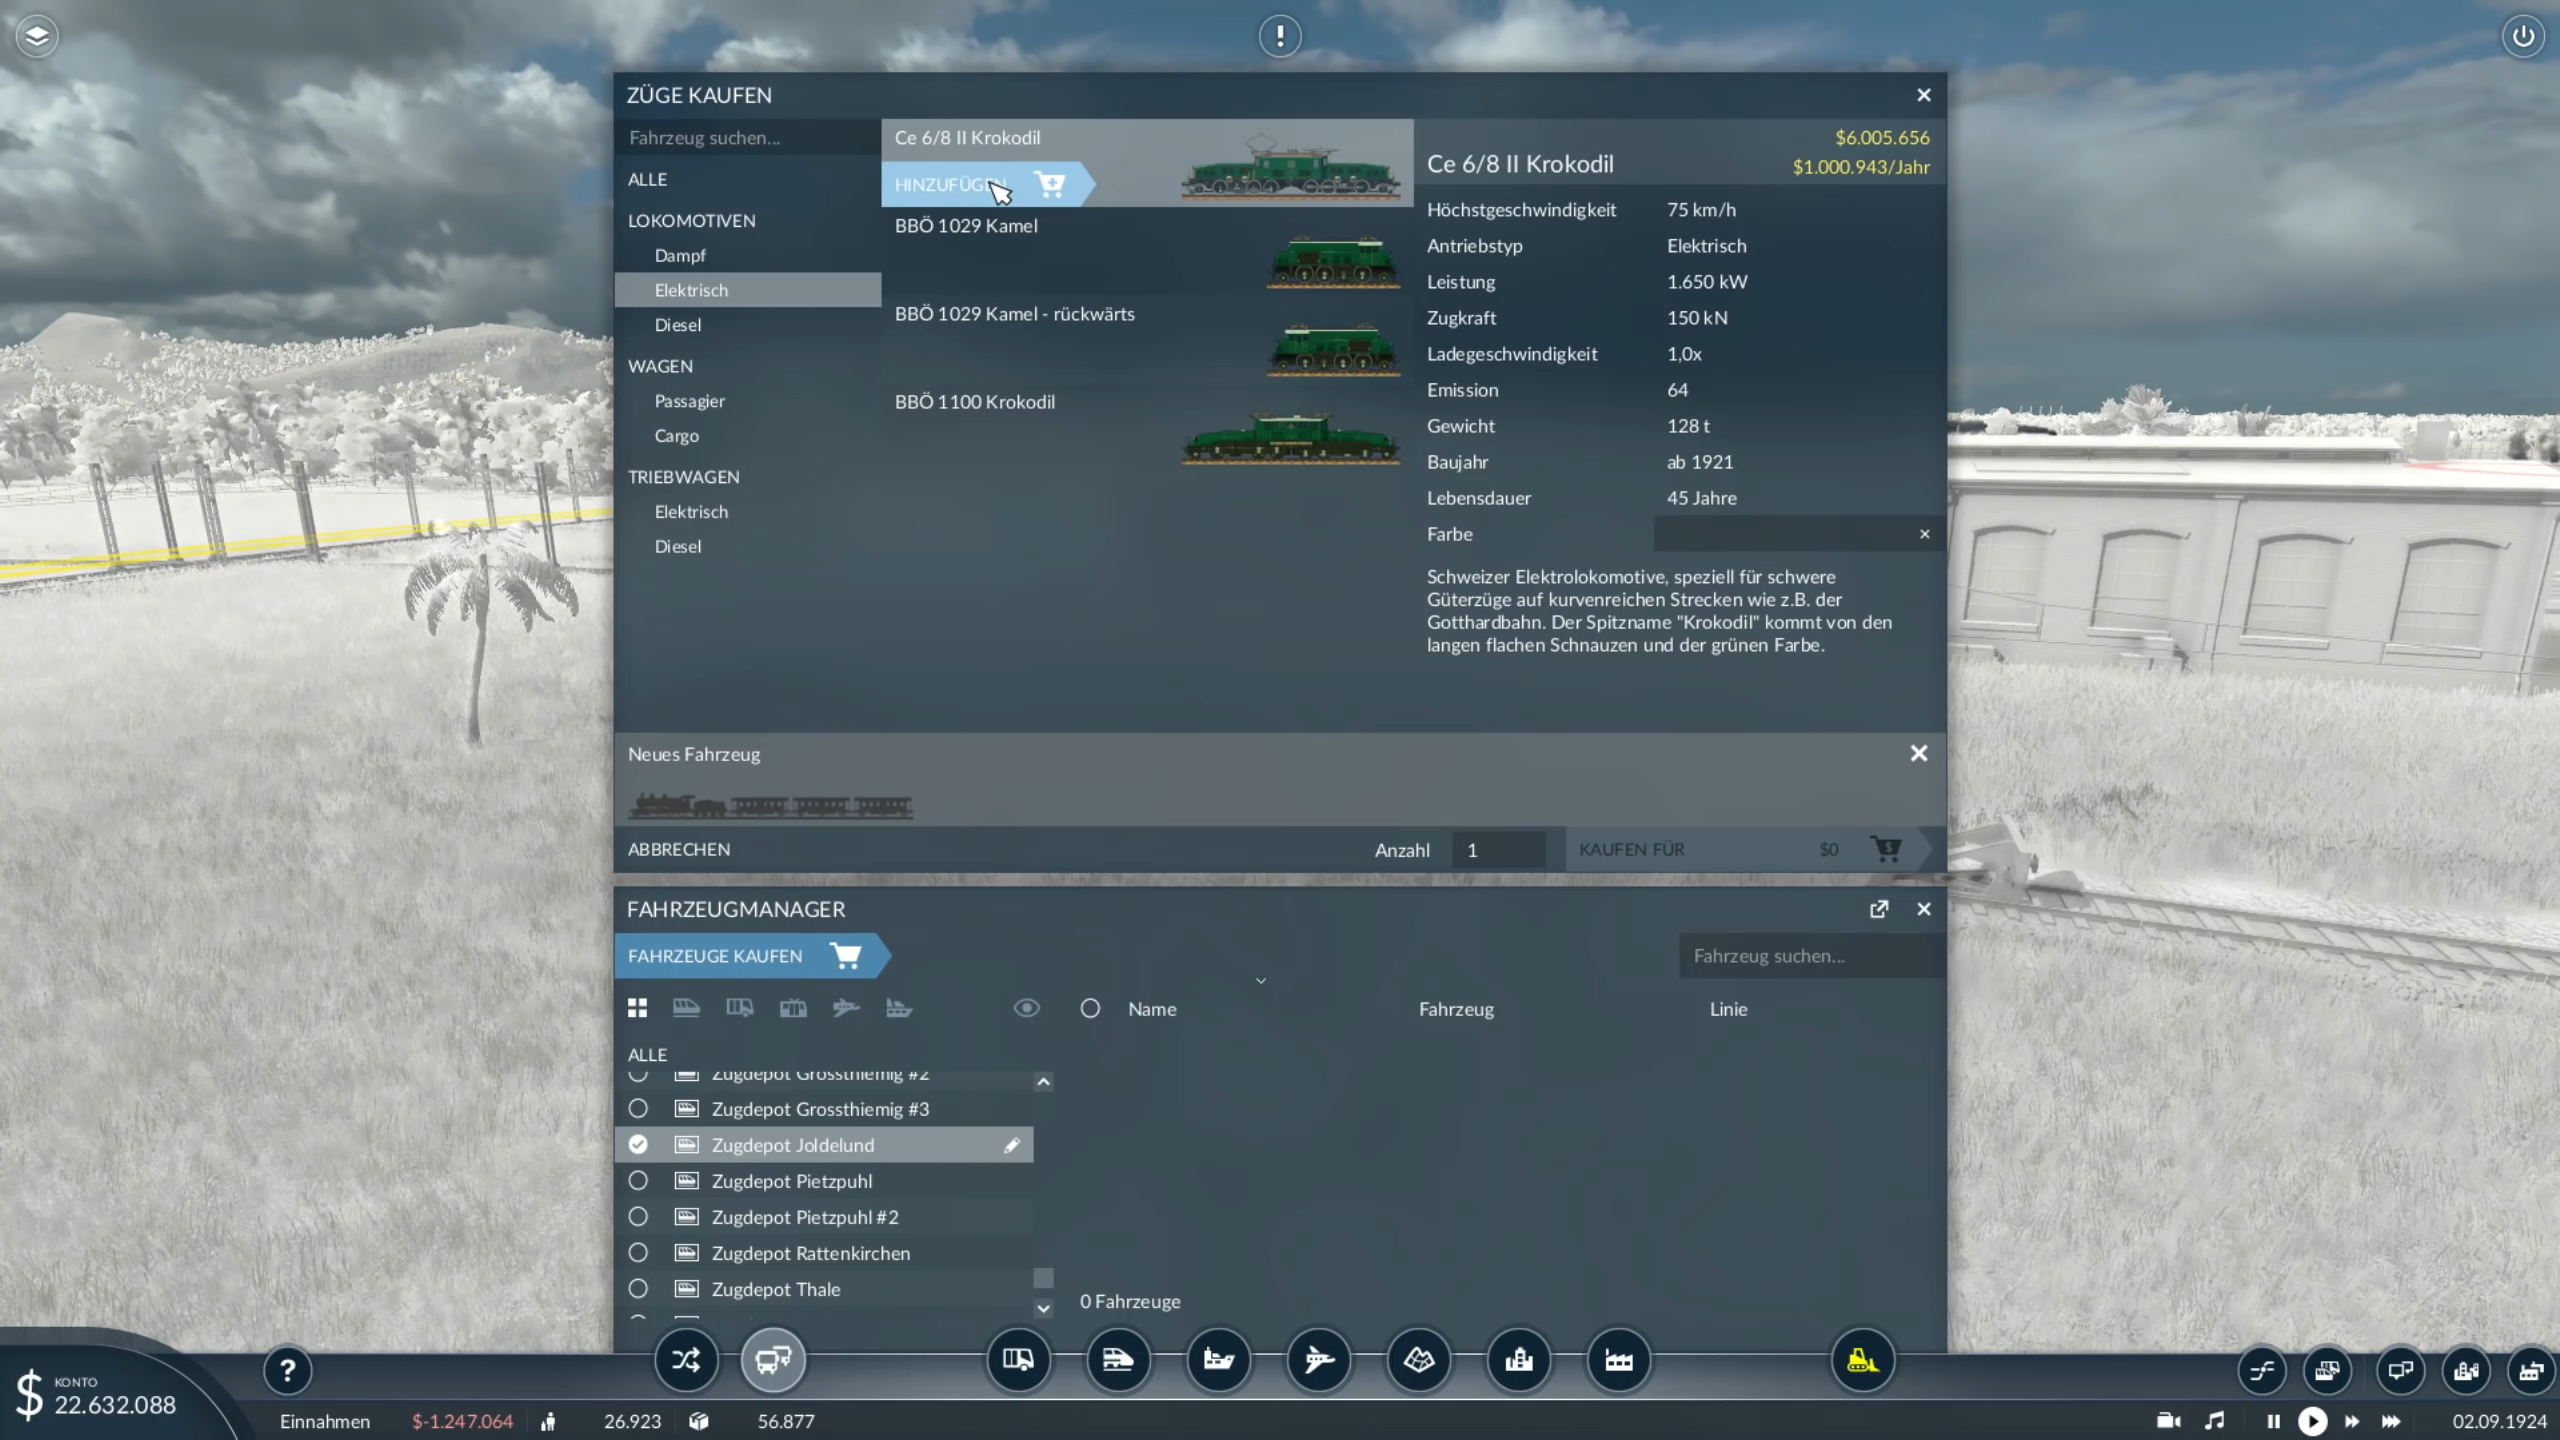 ZÜGE KAUFEN
Fahrzeug suchen...
ALLE
LOKOMOTIVEN
Dampf
Elektrisch
Diesel
WAGEN
Passagier
Cargo
TRIEBWAGEN
Elektrisch
Diesel
Ce 6/8 II Krokodil
HINZUFÜGEN
BBÖ 1029 Kamel
BBÖ 1029 Kamel - rückwärts
BBÖ 1100 Krokodil
$6.005.656
Ce 6/8 II Krokodil
$1.000.943/Jahr
Höchstgeschwindigkeit 75 km/h
Antriebstyp Elektrisch
Leistung 1.650 kW
Zugkraft 150 kN
Ladegeschwindigkeit 1,0x
Emission 64
Gewicht 128 t
Baujahr ab 1921
Lebensdauer 45 Jahre
Farbe
Schweizer Elektrolokomotive, speziell für schwere
Güterzüge auf kurvenreichen Strecken wie z.B. der
Gotthardbahn. Der Spitzname "Krokodil" kommt von den
langen flachen Schnauzen und der grünen Farbe.
Neues Fahrzeug
ABBRECHEN
Anzahl 1
KAUFEN FÜR $0
FAHRZEUGMANAGER
FAHRZEUGE KAUFEN
Fahrzeug suchen...
Name Fahrzeug Linie
ALLE
Zugdepot Grossthiemig #2
Zugdepot Grossthiemig #3
Zugdepot Joldelund
Zugdepot Pietzpuhl
Zugdepot Pietzpuhl #2
Zugdepot Rattenkirchen
Zugdepot Thale
0 Fahrzeuge
KONTO
$ 22.632.088
Einnahmen $-1.247.064 26.923 56.877
02.09.1924